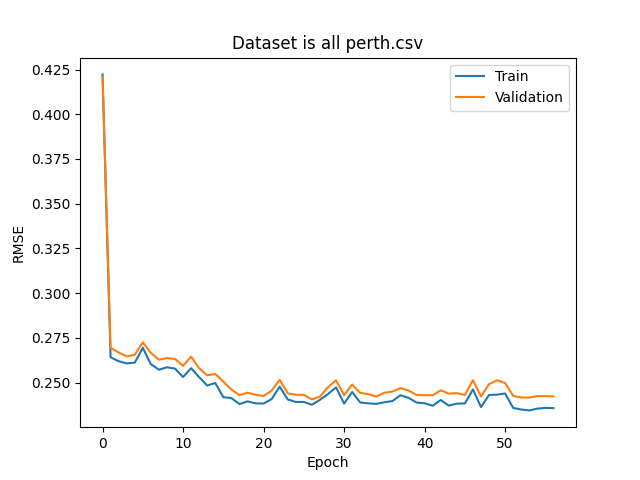 Dataset is all perth.csv
Train
Validation
RMSE
0.425
0.400
0.375
0.350
0.325
0.300
0.275
0.250
0 10 20 30 40 50
Epoch